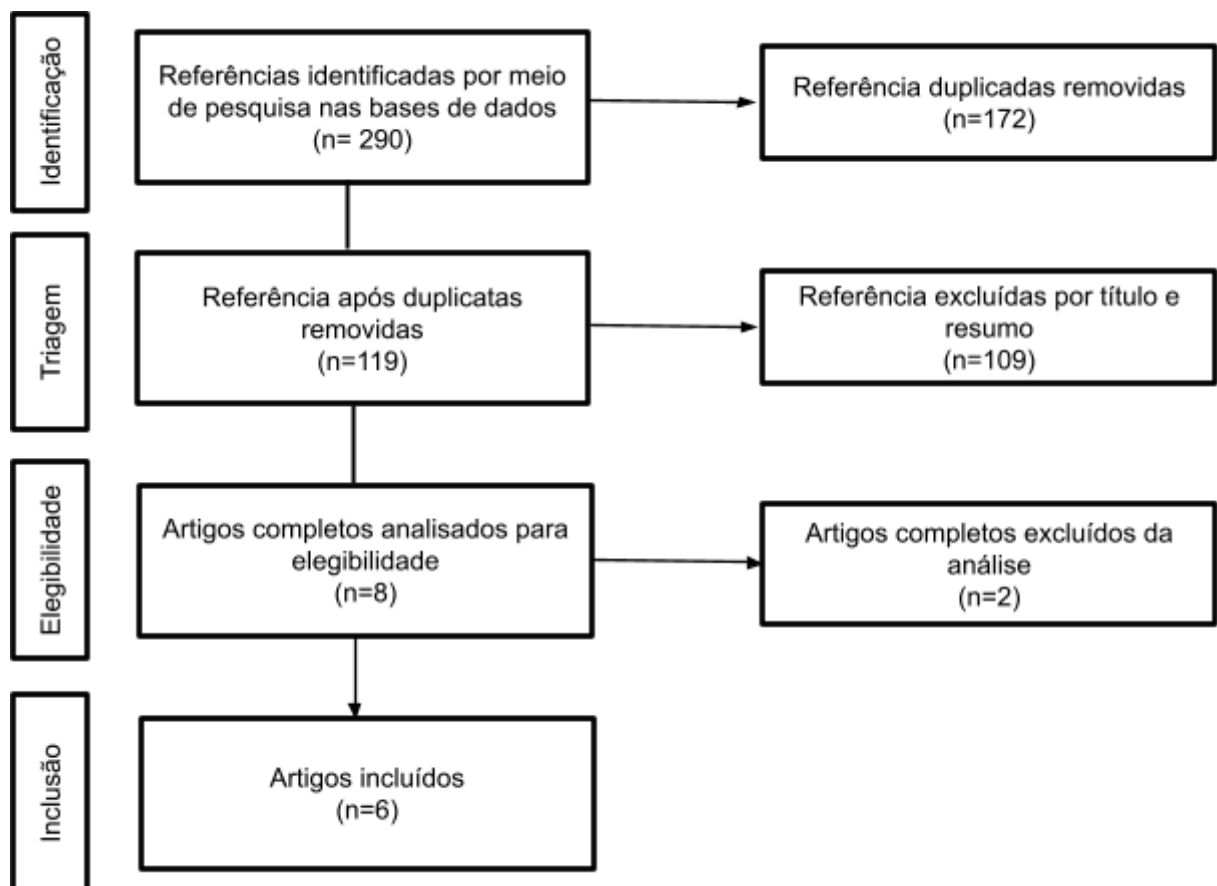 Identificação
Referências identificadas por meio
de pesquisa nas bases de dados
(n= 290)
Referência duplicadas removidas
(n=172)
Triagem
Referência após duplicatas
removidas
(n=119)
Referência excluídas por título e
resumo
(n=109)
Elegibilidade
Artigos completos analisados para
elegibilidade
(n=8)
Artigos completos excluídos da
análise
(n=2)
Inclusão
Artigos incluídos
(n=6)